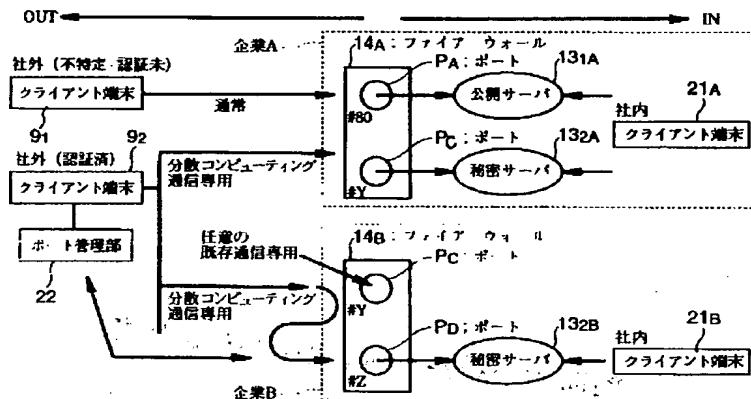 OUT
IN
企業A
14A:ファイア ウォール
社外(不特定・認証未)
クライアント端末
91
通常
PA;ポート
#80
131A
公開サーバ
社内
21A
クライアント端末
社外(認証済)
92
クライアント端末
分散コンピューティング
通信専用
PC;ポート
#Y
132A
秘密サーバ
ポート管理部
22
任意の
既存通信専用
14B:ファイア ウォール
PC:ポート
#Y
分散コンピューティング
通信専用
PD;ポート
#Z
132B
秘密サーバ
社内
21B
クライアント端末
企業B